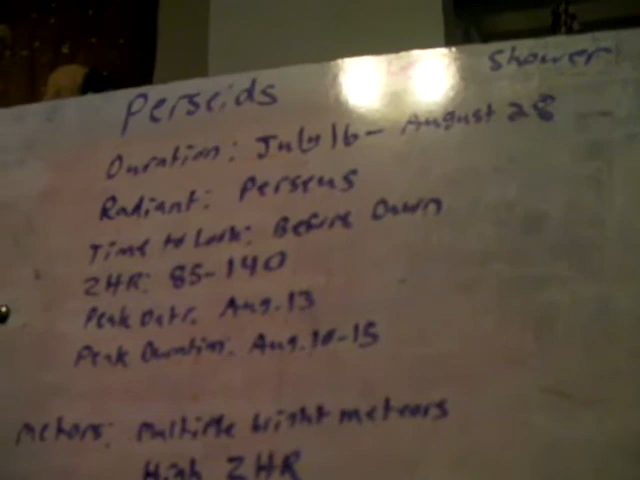 Perseids Shower
Duration: July 16 - August 28
Radiant: Perseus
Time to Look: Before Dawn
ZHR: 85-140
Peak Date: Aug. 13
Peak Duration: Aug. 10-15
Meteors: Multiple bright meteors
High ZHR